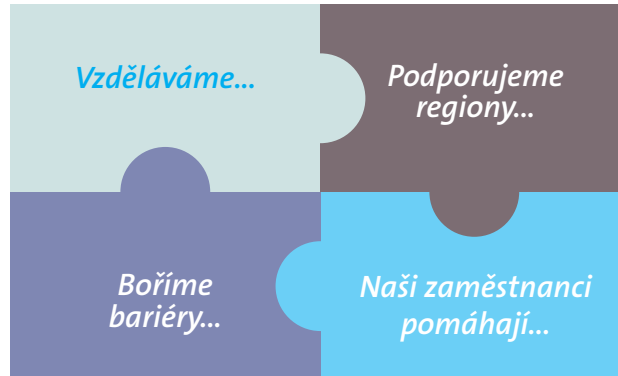 Vzděláváme...
Podporujeme
regiony...
Boříme
bariéry...
Naši zaměstnanci
pomáhají...